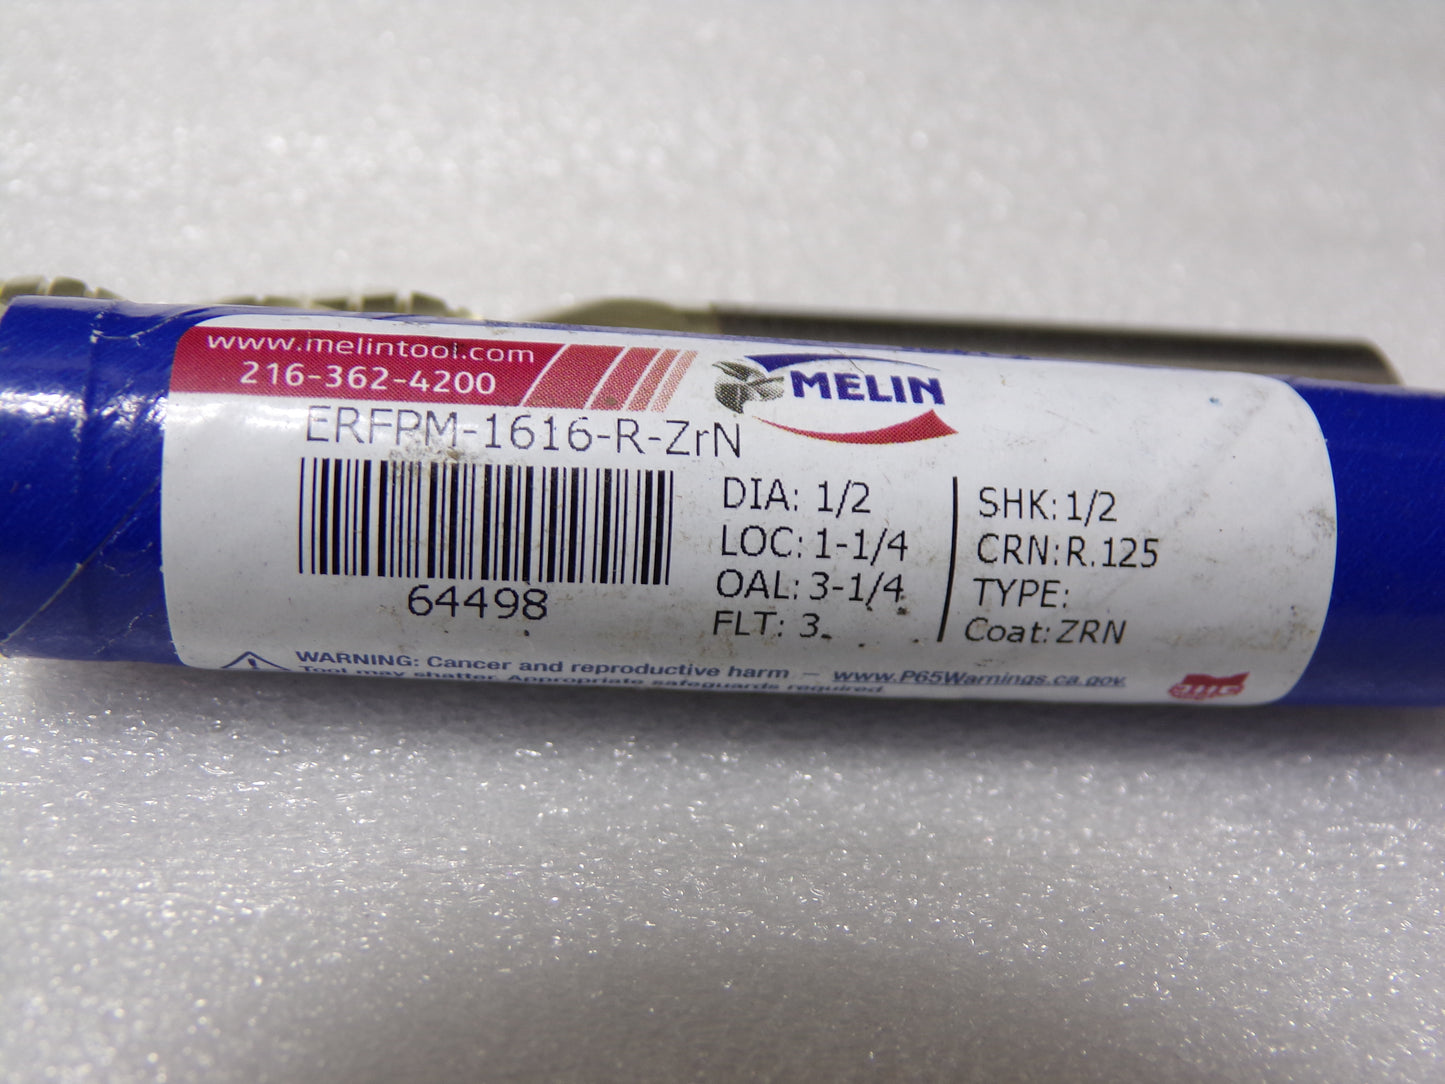 www.melintool.com
216-362-4200
MELIN
ERFPM-1616-R-ZrN
64498
DIA: 1/2
LOC: 1-1/4
OAL: 3-1/4
FLT: 3
SHK: 1/2
CRN: R.125
TYPE:
Coat: ZRN
WARNING: Cancer and reproductive harm – www.P65Warnings.ca.gov
Tool may shatter. Appropriate safeguards required.